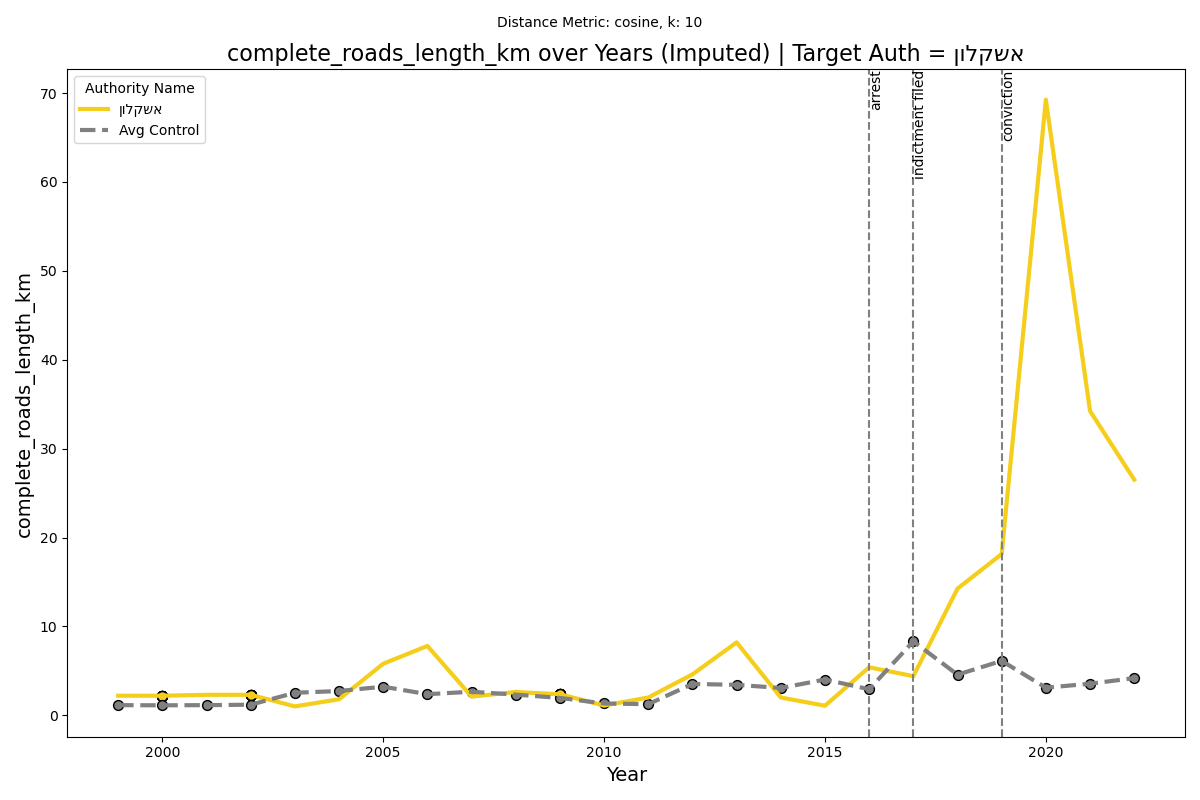 Distance Metric: cosine, k: 10
complete_roads_length_km over Years (Imputed) | Target Auth = אשקלון
Authority Name
אשקלון
Avg Control
arrest
indictment filed
conviction
complete_roads_length_km
70
60
50
40
30
20
10
0
2000
2005
2010
2015
2020
Year